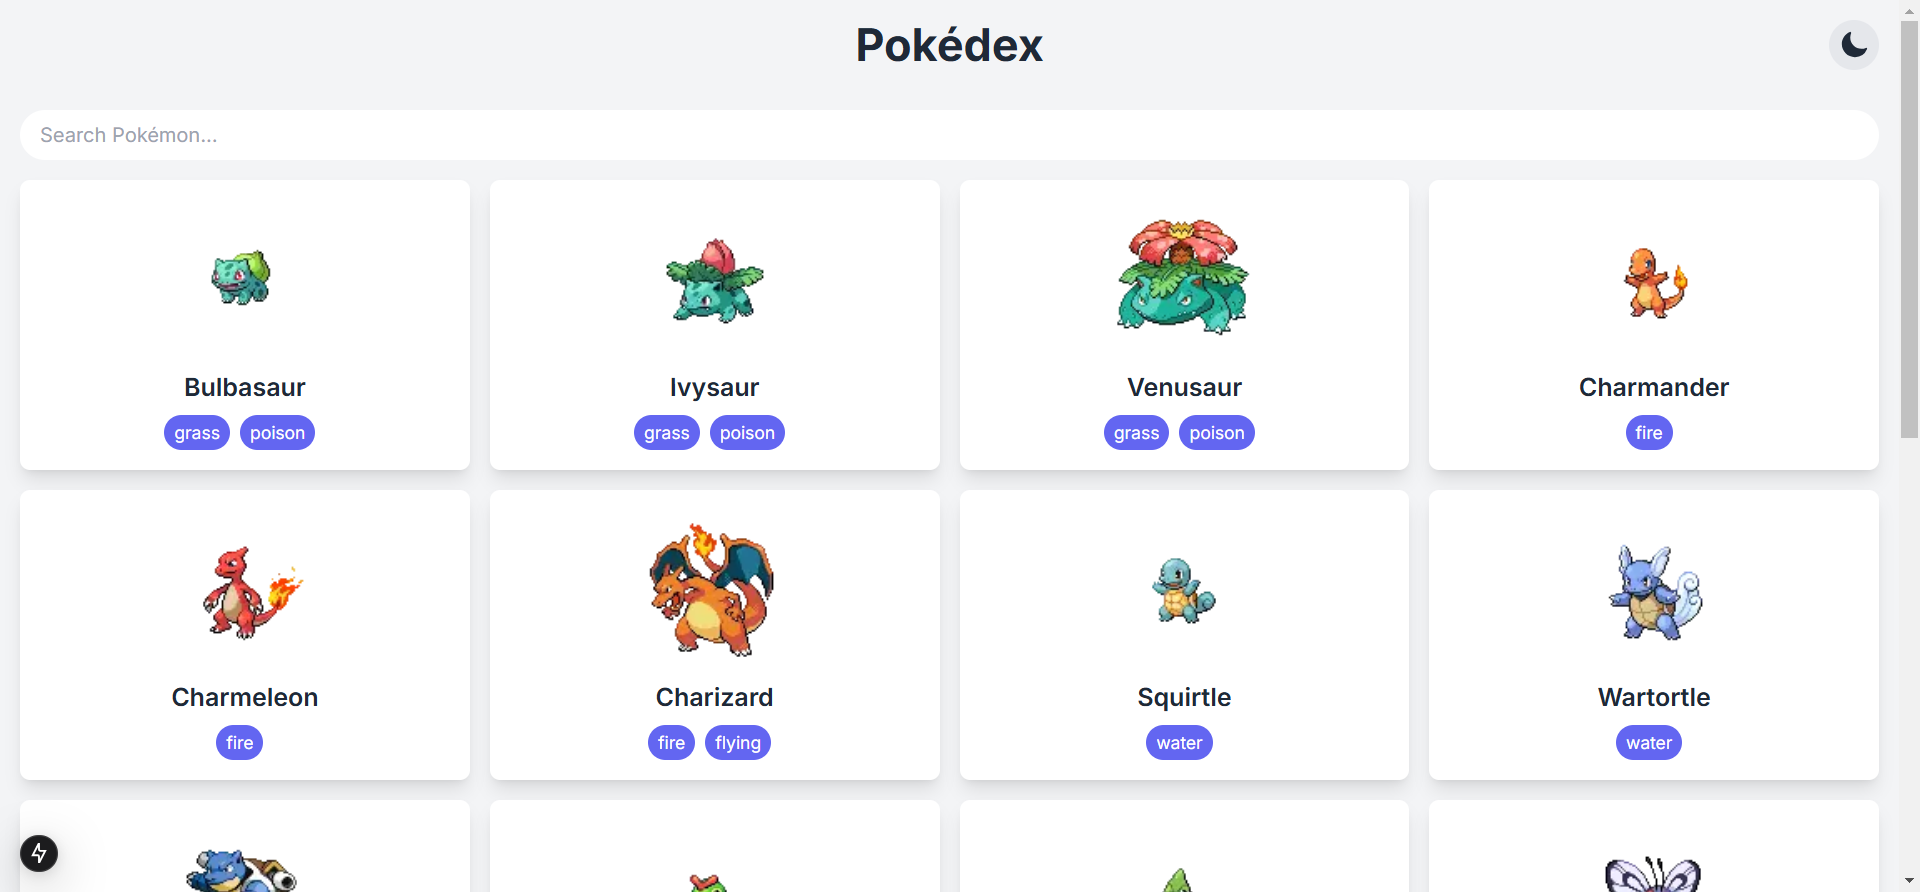 Pokédex
Search Pokémon...
Bulbasaur
grass poison
Ivysaur
grass poison
Venusaur
grass poison
Charmander
fire
Charmeleon
fire
Charizard
fire flying
Squirtle
water
Wartortle
water